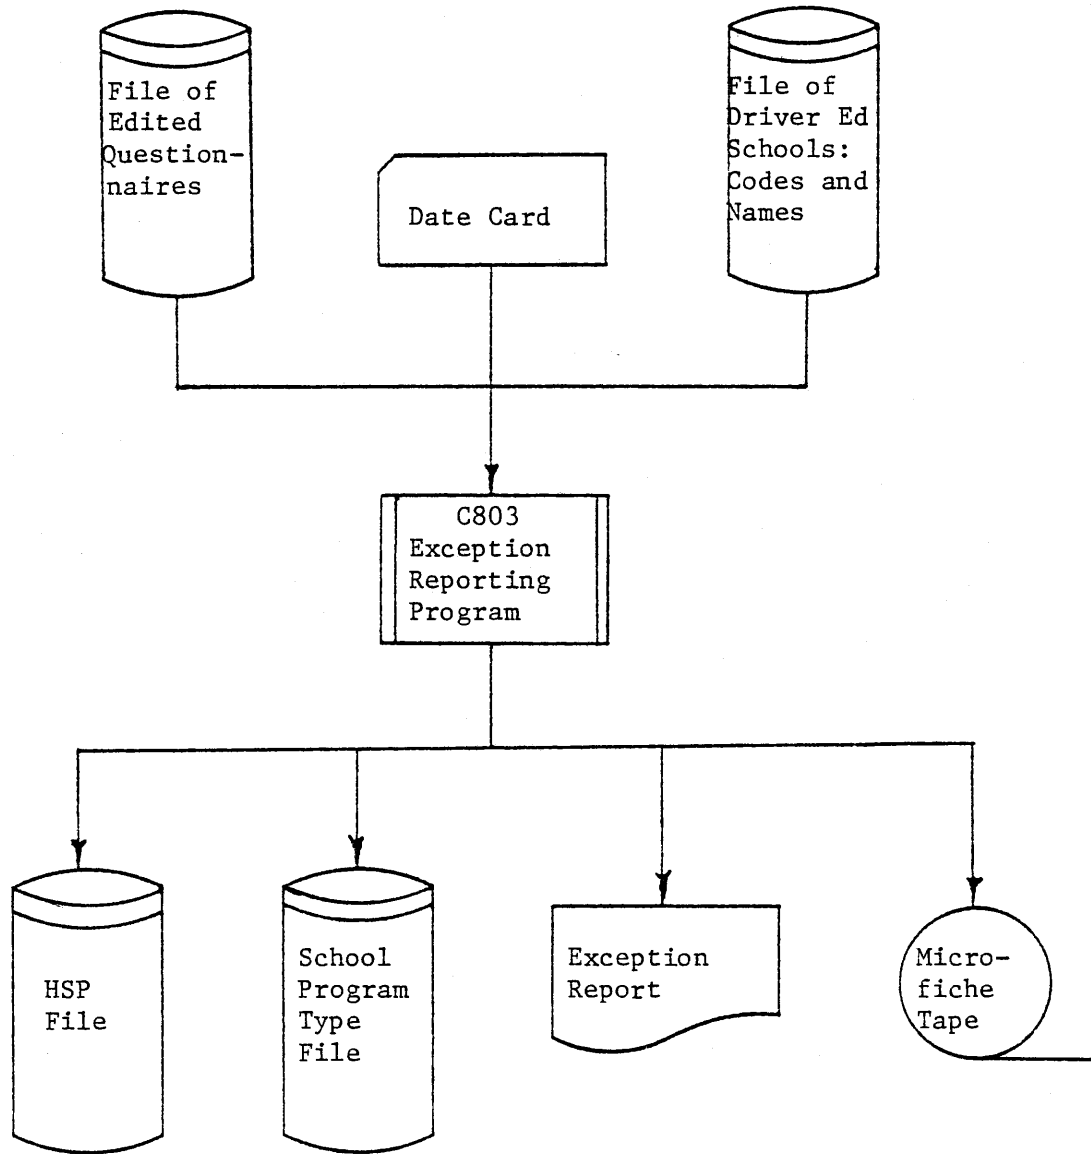 File of
Edited
Question-
naires
Date Card
File of
Driver Ed
Schools:
Codes and
Names
C803
Exception
Reporting
Program
HSP
File
School
Program
Type
File
Exception
Report
Micro-
fiche
Tape